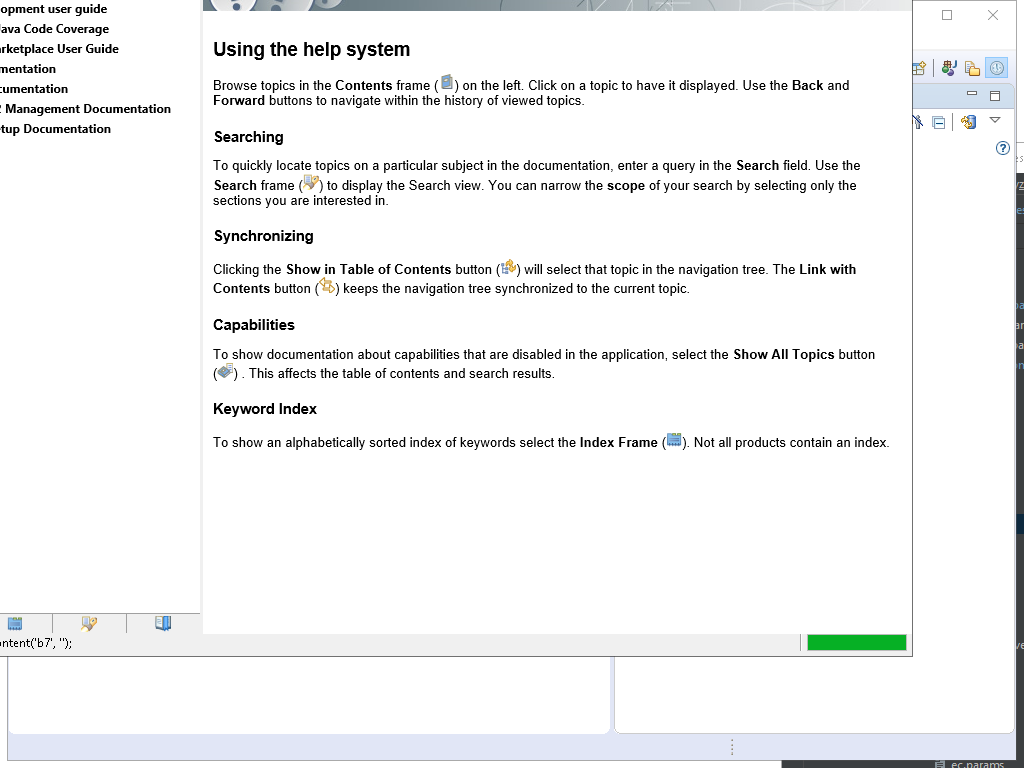 opment user guide
ava Code Coverage
rketplace User Guide
mentation
cumentation
2 Management Documentation
tup Documentation
Using the help system
Browse topics in the Contents frame ( ) on the left. Click on a topic to have it displayed. Use the Back and
Forward buttons to navigate within the history of viewed topics.
Searching
To quickly locate topics on a particular subject in the documentation, enter a query in the Search field. Use the
Search frame ( ) to display the Search view. You can narrow the scope of your search by selecting only the
sections you are interested in.
Synchronizing
Clicking the Show in Table of Contents button ( ) will select that topic in the navigation tree. The Link with
Contents button ( ) keeps the navigation tree synchronized to the current topic.
Capabilities
To show documentation about capabilities that are disabled in the application, select the Show All Topics button
( ) . This affects the table of contents and search results.
Keyword Index
To show an alphabetically sorted index of keywords select the Index Frame ( ). Not all products contain an index.
ontent('b7', '');
ec.params